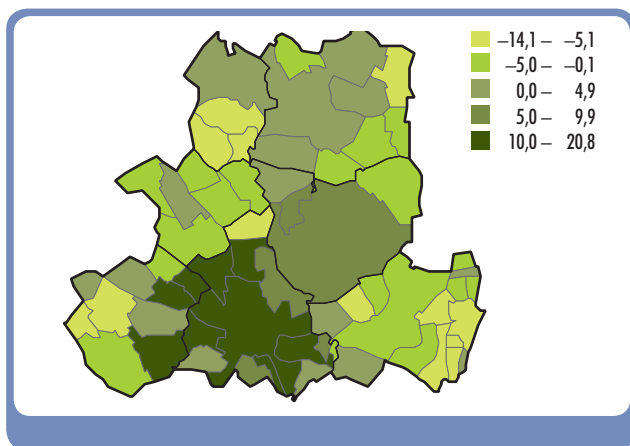 –14,1 – –5,1
–5,0 – –0,1
0,0 – 4,9
5,0 – 9,9
10,0 – 20,8